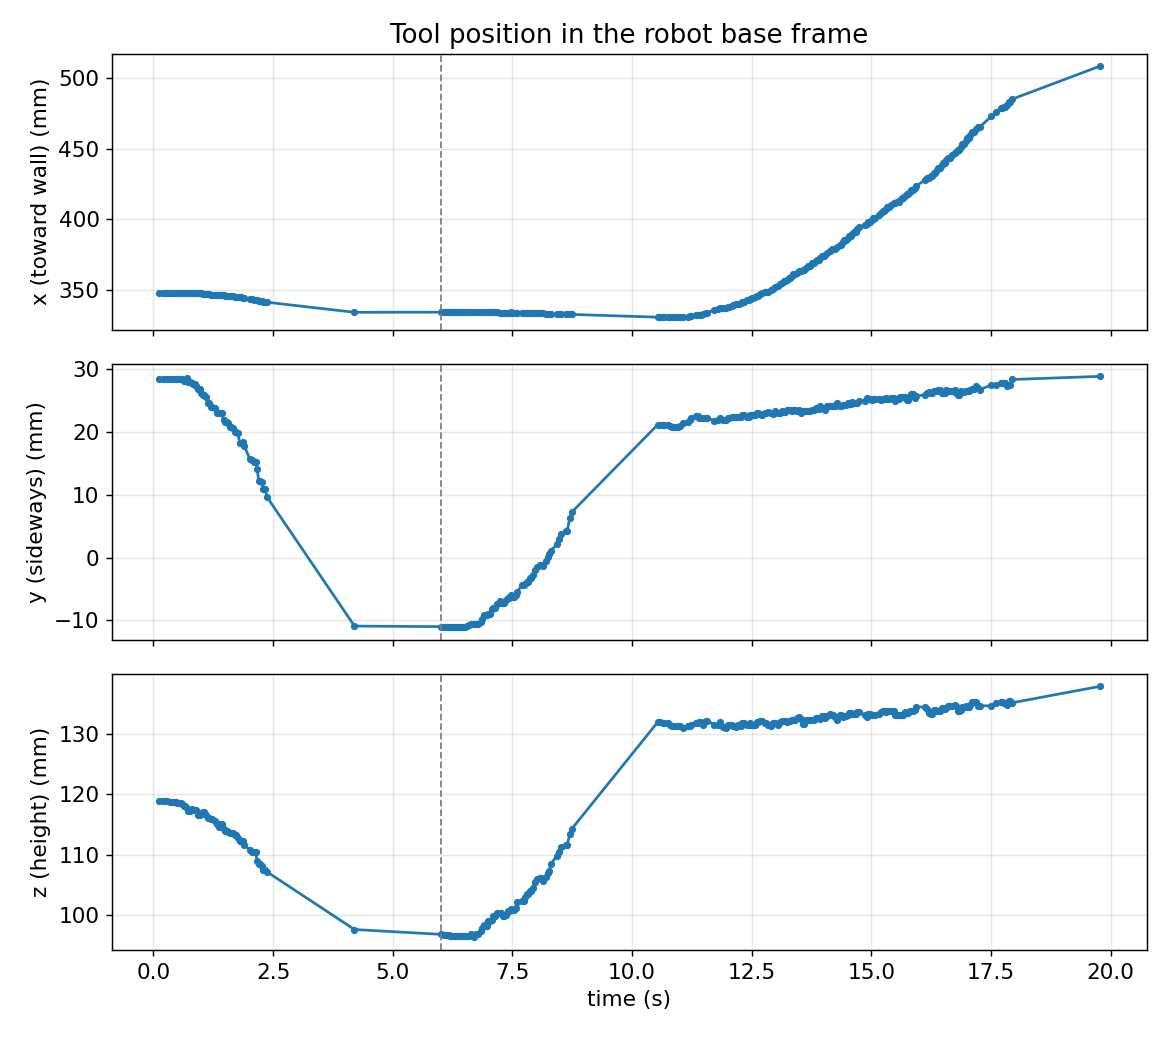 Tool position in the robot base frame
x (toward wall) (mm)
500
450
400
350
y (sideways) (mm)
30
20
10
0
−10
z (height) (mm)
130
120
110
100
0.0 2.5 5.0 7.5 10.0 12.5 15.0 17.5 20.0
time (s)